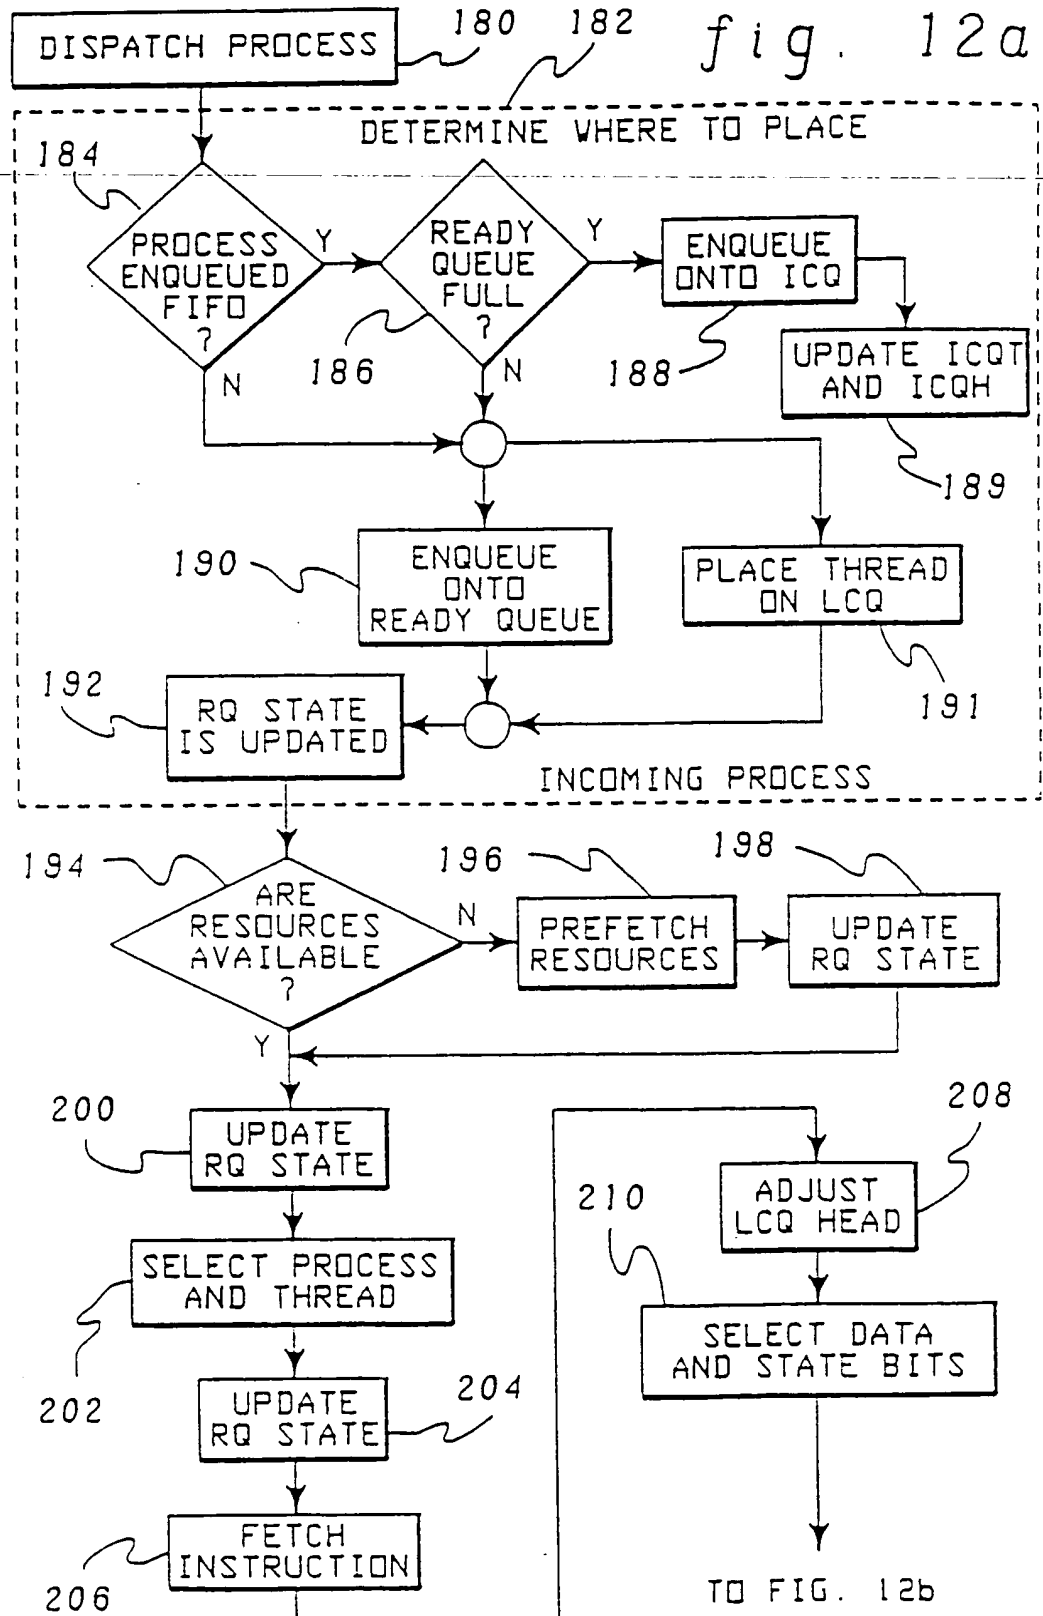 fig. 12a
DISPATCH PROCESS
180
182
DETERMINE WHERE TO PLACE
184
PROCESS
ENQUEUED
FIFO
?
Y
N
READY
QUEUE
FULL
?
186
Y
N
ENQUEUE
ONTO ICQ
188
UPDATE ICQT
AND ICQH
189
190
ENQUEUE
ONTO
READY QUEUE
PLACE THREAD
ON LCQ
191
192
RQ STATE
IS UPDATED
INCOMING PROCESS
194
ARE
RESOURCES
AVAILABLE
?
N
Y
196
PREFETCH
RESOURCES
198
UPDATE
RQ STATE
200
UPDATE
RQ STATE
SELECT PROCESS
AND THREAD
202
UPDATE
RQ STATE
204
FETCH
INSTRUCTION
206
208
ADJUST
LCQ HEAD
210
SELECT DATA
AND STATE BITS
TO FIG. 12b